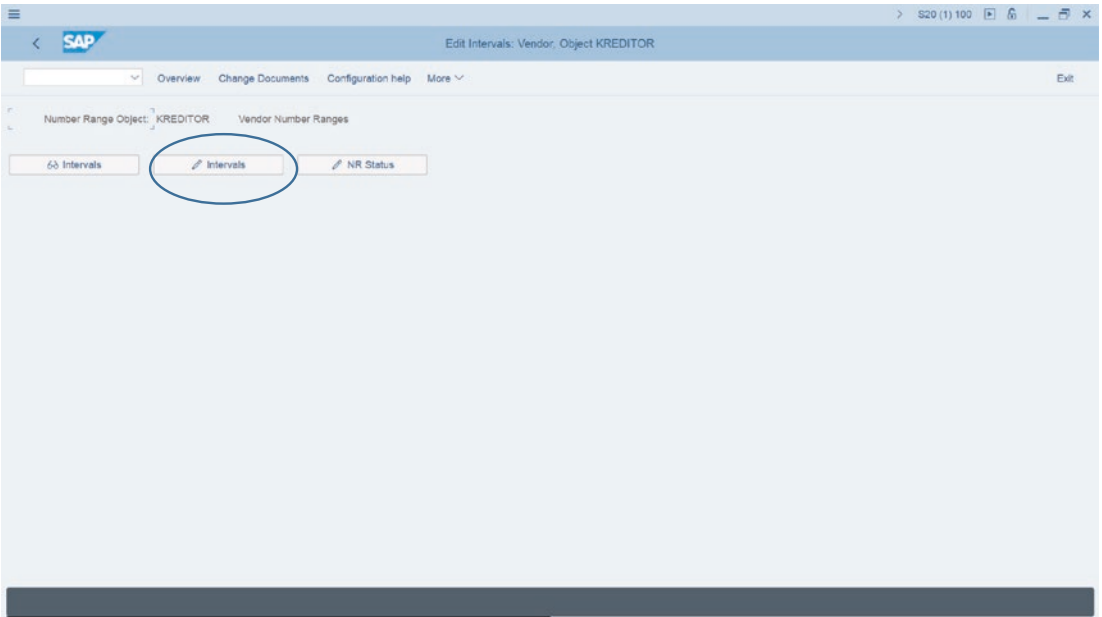 S20 (1) 100
SAP
Edit Intervals: Vendor, Object KREDITOR
Overview Change Documents Configuration help More Exit
Number Range Object: KREDITOR Vendor Number Ranges
Intervals Intervals NR Status